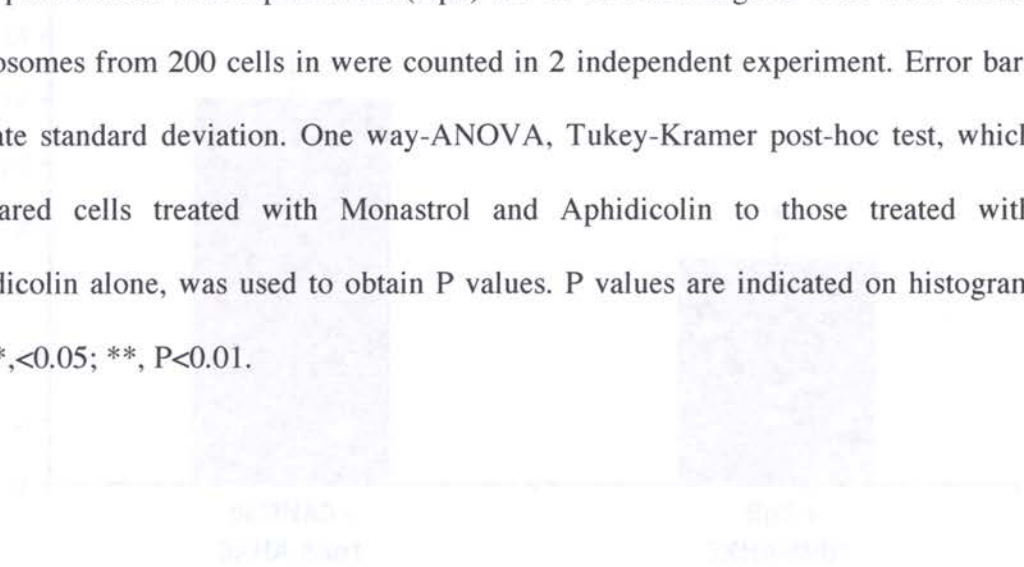 osomes from 200 cells in were counted in 2 independent experiment. Error bar
te standard deviation. One way-ANOVA, Tukey-Kramer post-hoc test, which
ared cells treated with Monastrol and Aphidicolin to those treated with
dicolin alone, was used to obtain P values. P values are indicated on histogram
*,<0.05; **, P<0.01.